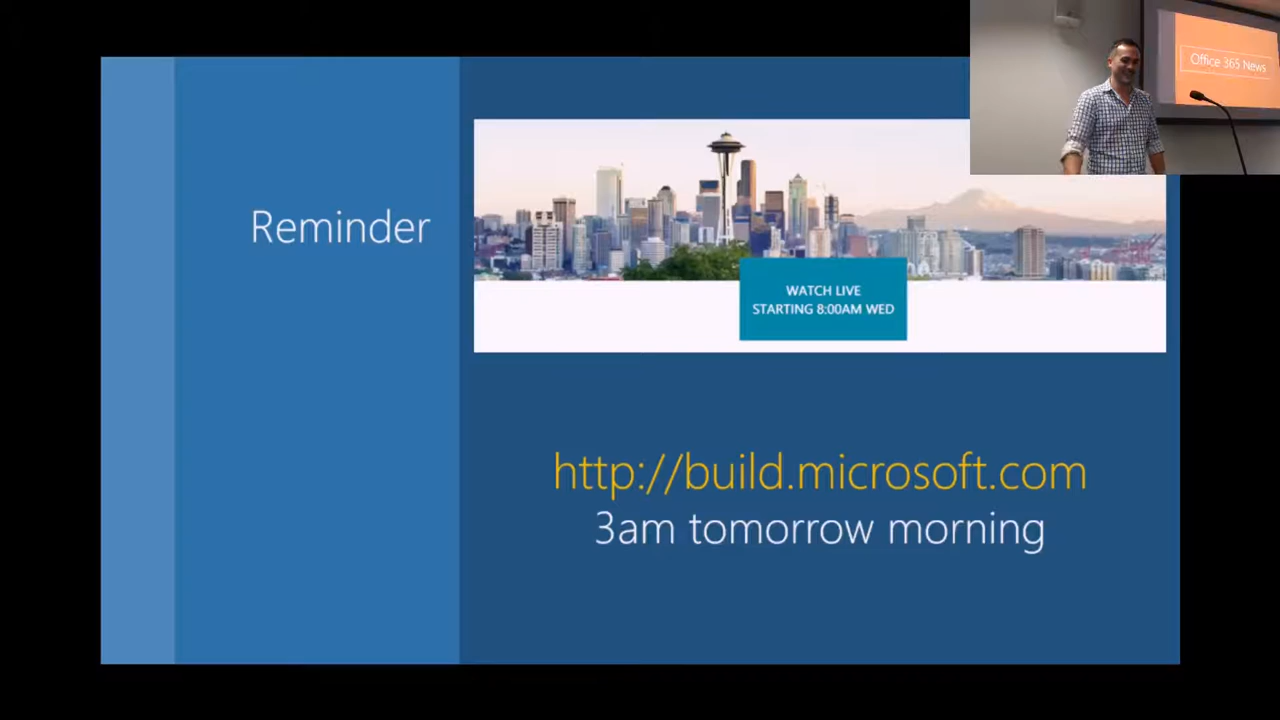 Office 365 News
Reminder
WATCH LIVE
STARTING 8:00AM WED
http://build.microsoft.com
3am tomorrow morning